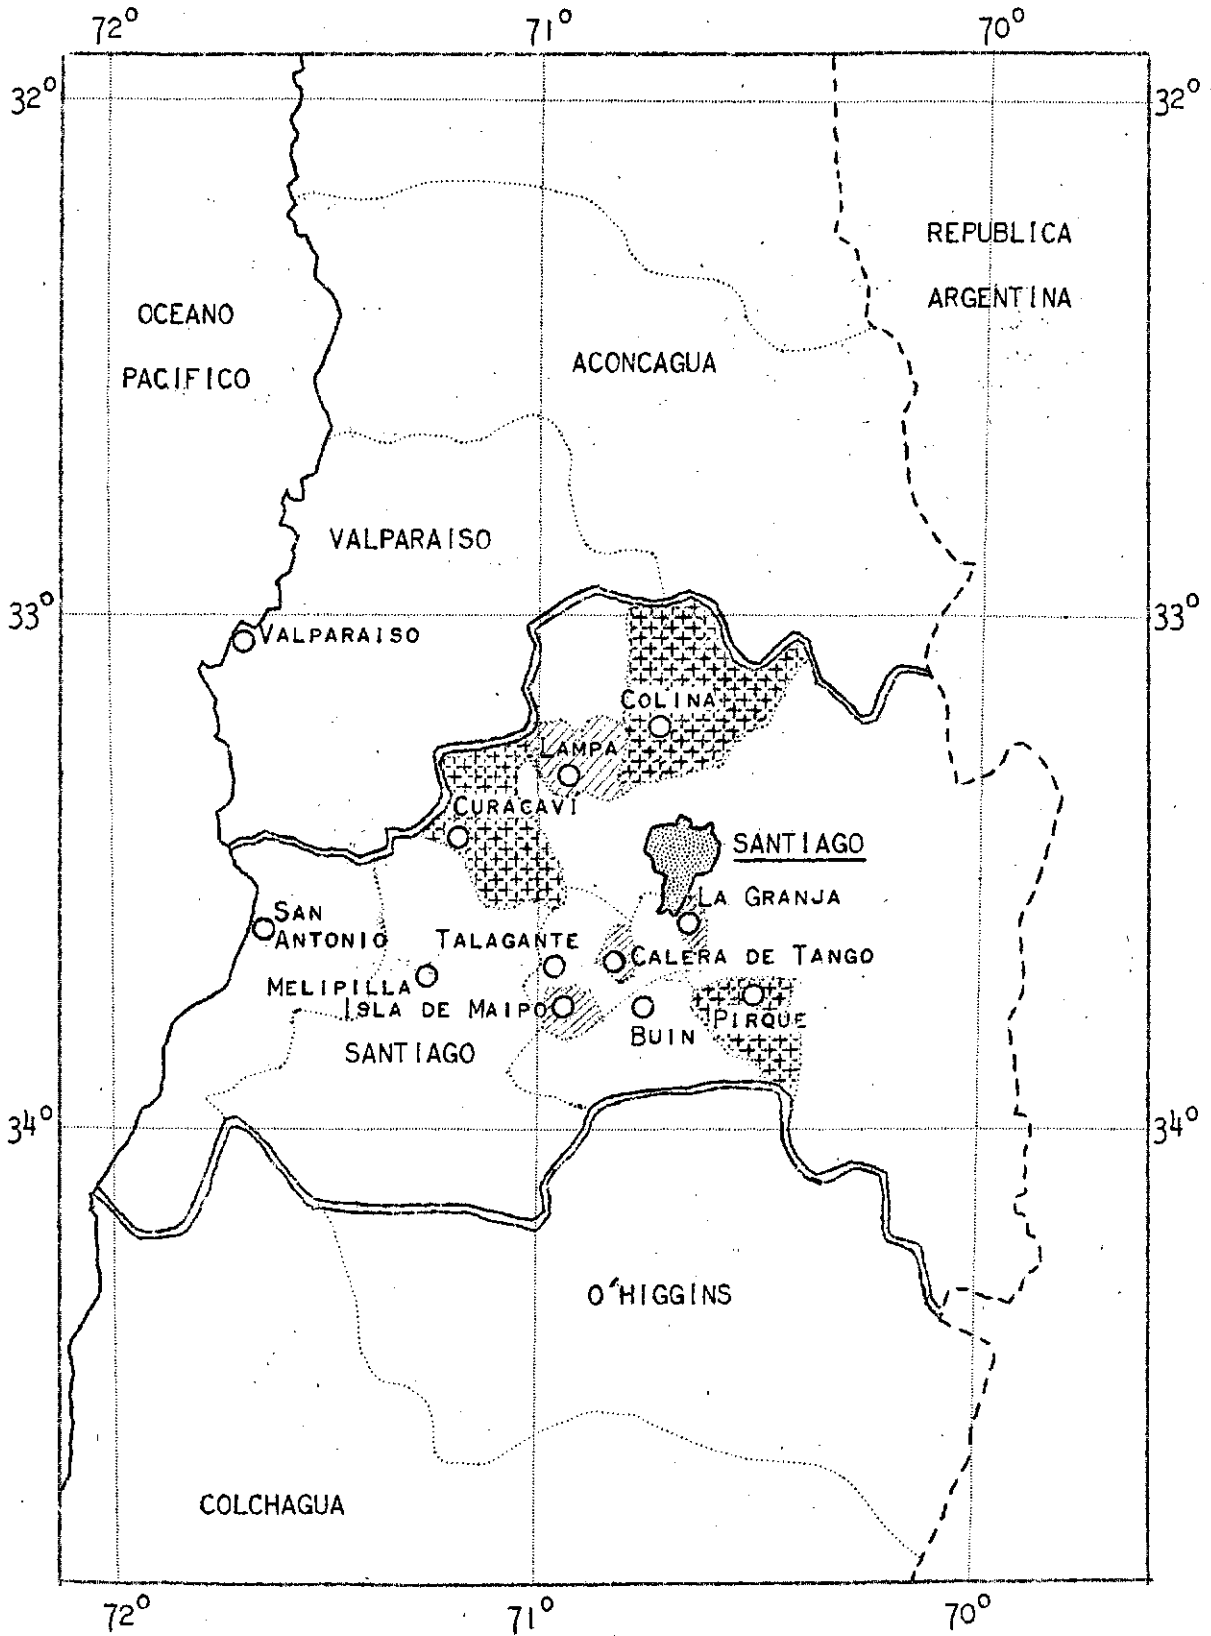 72° 71° 70°
32° 32°
REPUBLICA
ARGENTINA
OCEANO
PACIFICO
ACONCAGUA
VALPARAISO
33° 33°
VALPARAISO
COLINA
LAMPA
CURACAVÍ
SANTIAGO
LA GRANJA
SAN
ANTONIO
TALAGANTE
CALERA DE TANGO
MELIPILLA
ISLA DE MAIPO
PIRQUE
BUIN
SANTIAGO
34° 34°
O'HIGGINS
COLCHAGUA
72° 71° 70°